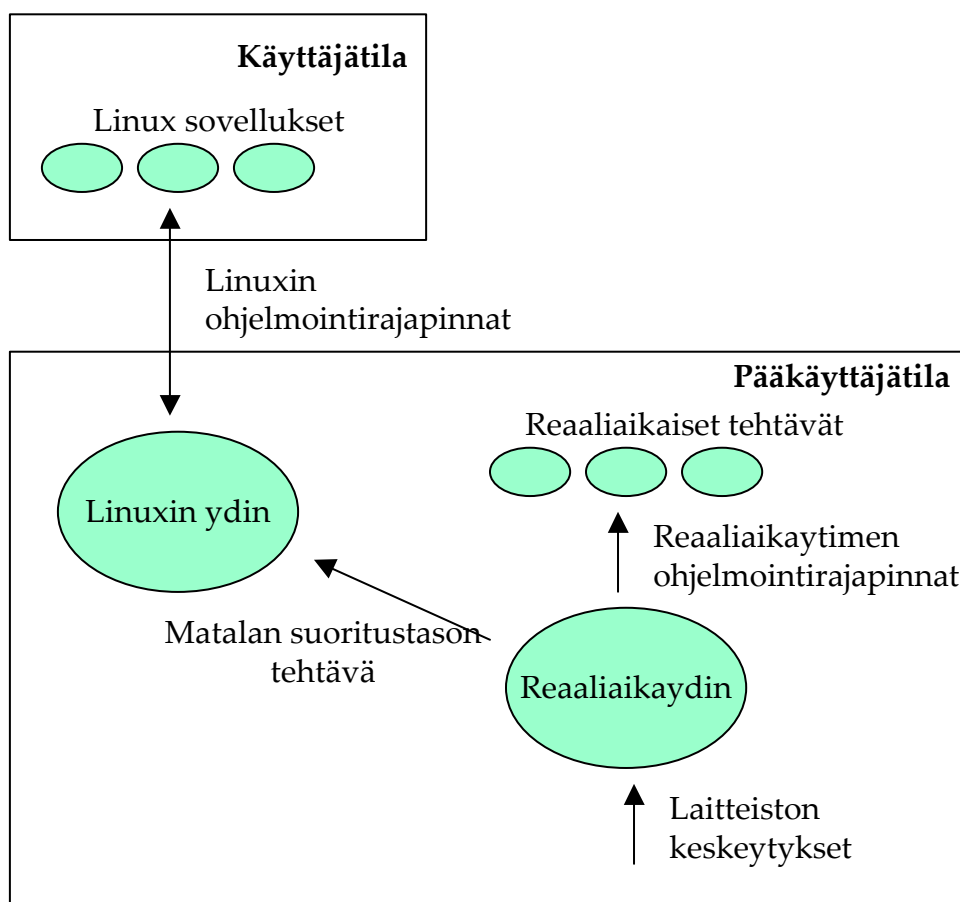 Käyttäjätila
Linux sovellukset
Linuxin
ohjelmointirajapinnat
Pääkäyttäjätila
Reaaliaikaiset tehtävät
Linuxin ydin
Reaaliaikaytimen
ohjelmointirajapinnat
Matalan suoritustason
tehtävä
Reaaliaikaydin
Laitteiston
keskeytykset